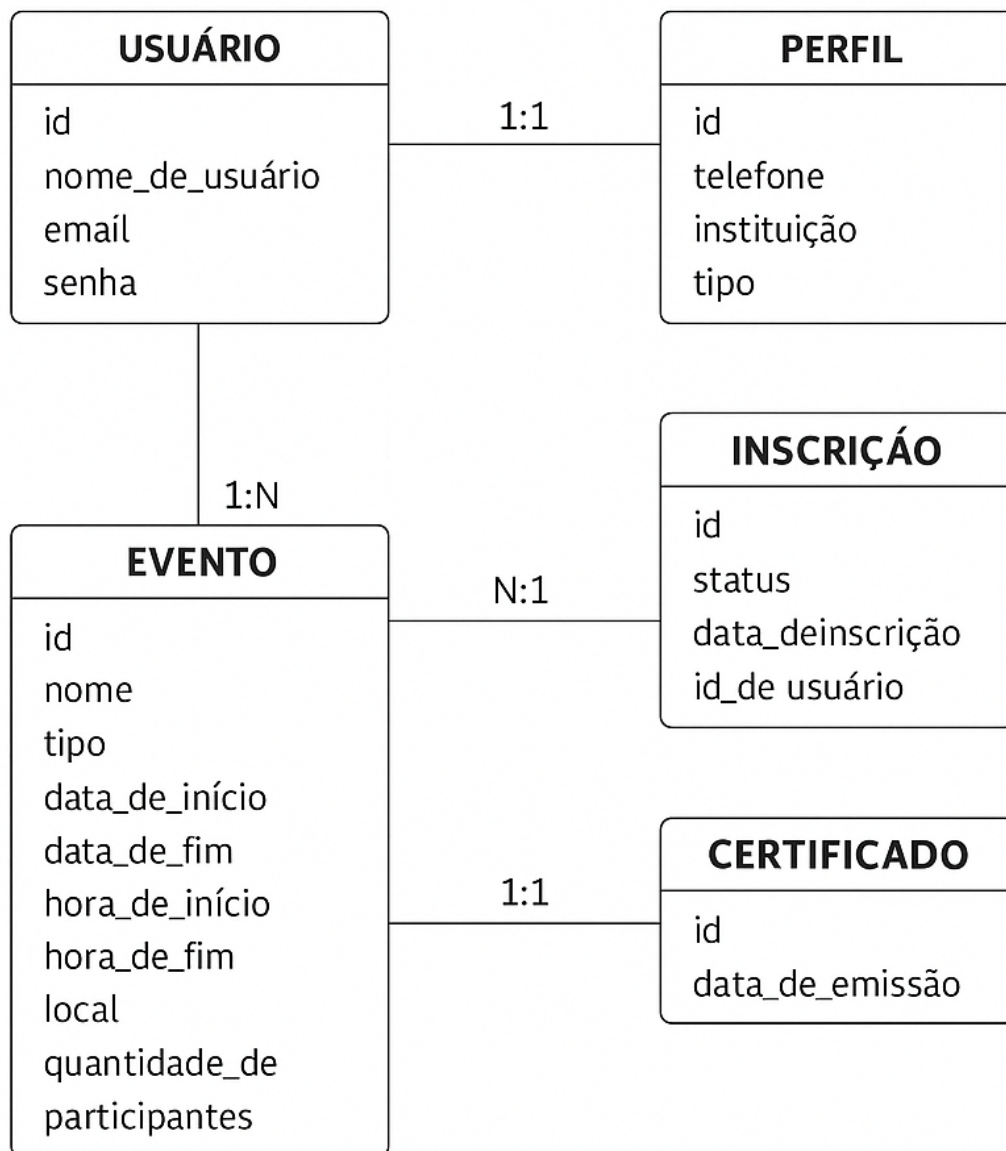 USUÁRIO
id
nome_de_usuário
emaíl
senha
1:1
PERFIL
id
telefone
instituição
tipo
1:N
EVENTO
id
nome
tipo
data_de_início
data_de_fim
hora_de_início
hora_de_fim
local
quantidade_de
participantes
N:1
INSCRIÇÁO
id
status
data_deinscrição
id_de usuário
1:1
CERTIFICADO
id
data_de_emissão